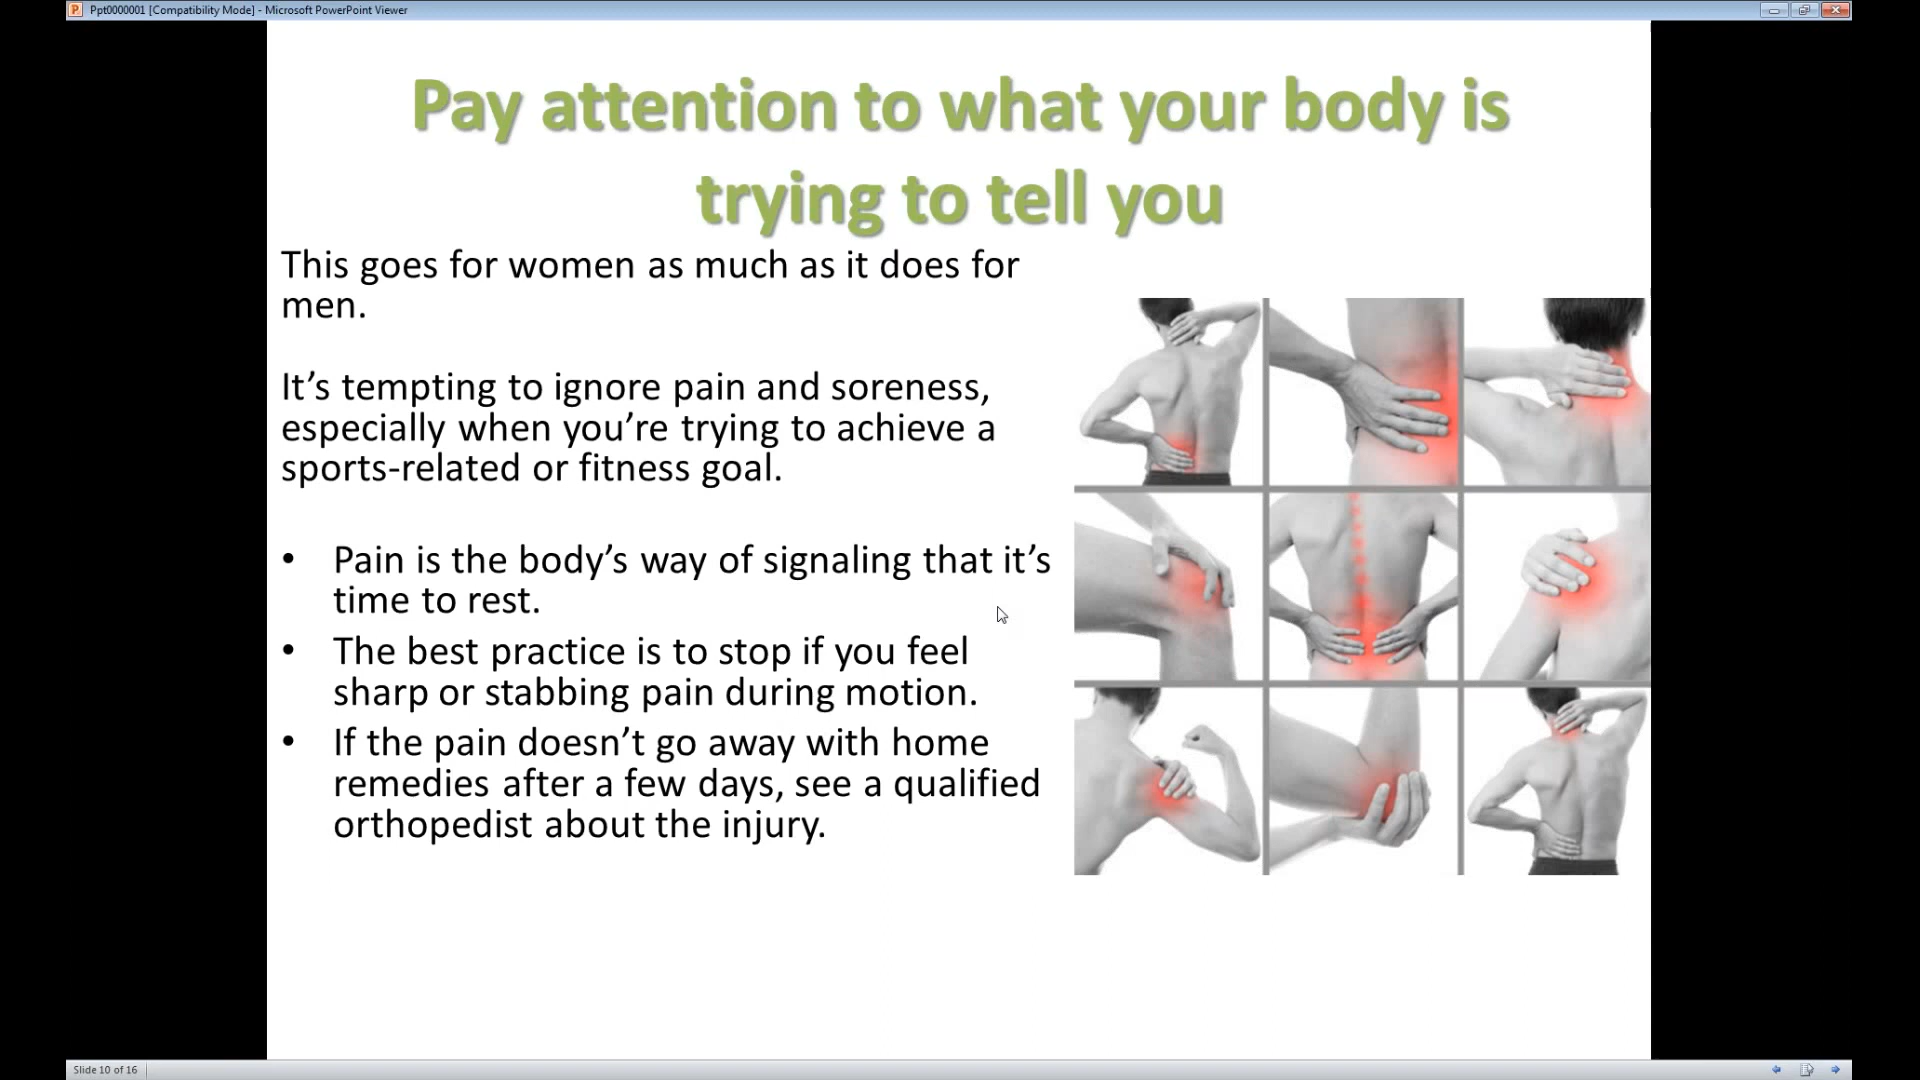 Ppt0000001 [Compatibility Mode] - Microsoft PowerPoint Viewer
Pay attention to what your body is
trying to tell you
This goes for women as much as it does for
men.
It’s tempting to ignore pain and soreness,
especially when you’re trying to achieve a
sports-related or fitness goal.
• Pain is the body’s way of signaling that it’s
time to rest.
• The best practice is to stop if you feel
sharp or stabbing pain during motion.
• If the pain doesn’t go away with home
remedies after a few days, see a qualified
orthopedist about the injury.
Slide 10 of 16